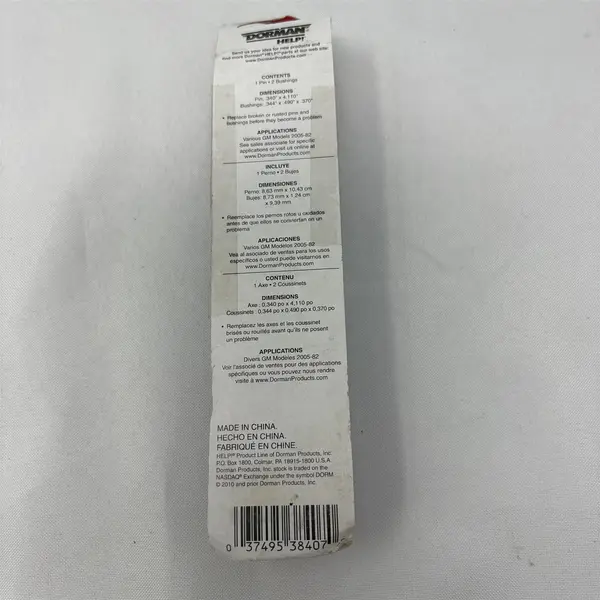 DORMAN
HELP!
Send us your idea for new products and
find more Dorman® HELP!® parts at our web site:
www.DormanProducts.com
CONTENTS
1 Pin • 2 Bushings
DIMENSIONS
Pin: .340" x 4.110"
Bushings: .344" x .490" x .370"
• Replace broken or rusted pins and
bushings before they become a problem
APPLICATIONS
Various GM Models 2005-82
See sales associate for specific
applications or visit us online at
www.DormanProducts.com
INCLUYE
1 Perno • 2 Bujes
DIMENSIONES
Perno: 8,63 mm x 10,43 cm
Bujes: 8,73 mm x 1.24 cm
x 9,39 mm
• Reemplace los pernos rotos u oxidados
antes de que ellos se conviertan en un
problema
APLICACIONES
Varios GM Modelos 2005-82
Vea al asociado de ventas para los usos
específicos o usted puede visitarnos en
www.DormanProducts.com
CONTENU
1 Axe • 2 Coussinets
DIMENSIONS
Axe : 0,340 po x 4,110 po
Coussinets : 0,344 po x 0,490 po x 0,370 po
• Remplacez les axes et les coussinet
brisés ou rouillés avant qu'ils ne posent
un problème
APPLICATIONS
Divers GM Modèles 2005-82
Voir l'associé de ventes pour des applications
spécifiques ou vous pouvez nous rendre
visite à www.DormanProducts.com
MADE IN CHINA.
HECHO EN CHINA.
FABRIQUÉ EN CHINE.
HELP!® Product Line of Dorman Products, Inc.
P.O. Box 1800, Colmar, PA 18915-1800 U.S.A.
Dorman Products, Inc. stock is traded on the
NASDAQ® Exchange under the symbol DORM
© 2010 and prior Dorman Products, Inc.
0 37495 38407